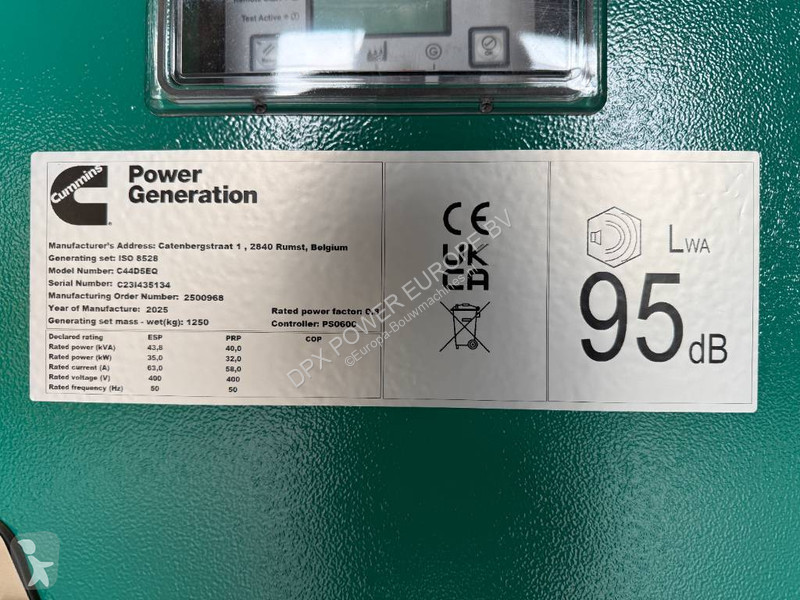 Test Active
Cummins
Power
Generation
Manufacturer's Address: Catenbergstraat 1 , 2840 Rumst, Belgium
Generating set: ISO 8528
Model Number: C44D5EQ
Serial Number: C23I435134
Manufacturing Order Number: 2500968
Year of Manufacture: 2025 Rated power factor: 0.8
Generating set mass - wet(kg): 1250 Controller: PS0600
Declared rating ESP PRP COP
Rated power (kVA) 43,8 40,0
Rated power (kW) 35,0 32,0
Rated current (A) 63,0 58,0
Rated voltage (V) 400 400
Rated frequency (Hz) 50 50
CE
UK
CA
LWA
95 dB
DPX POWER EUROPE BV
©Europa-Bouwmachines